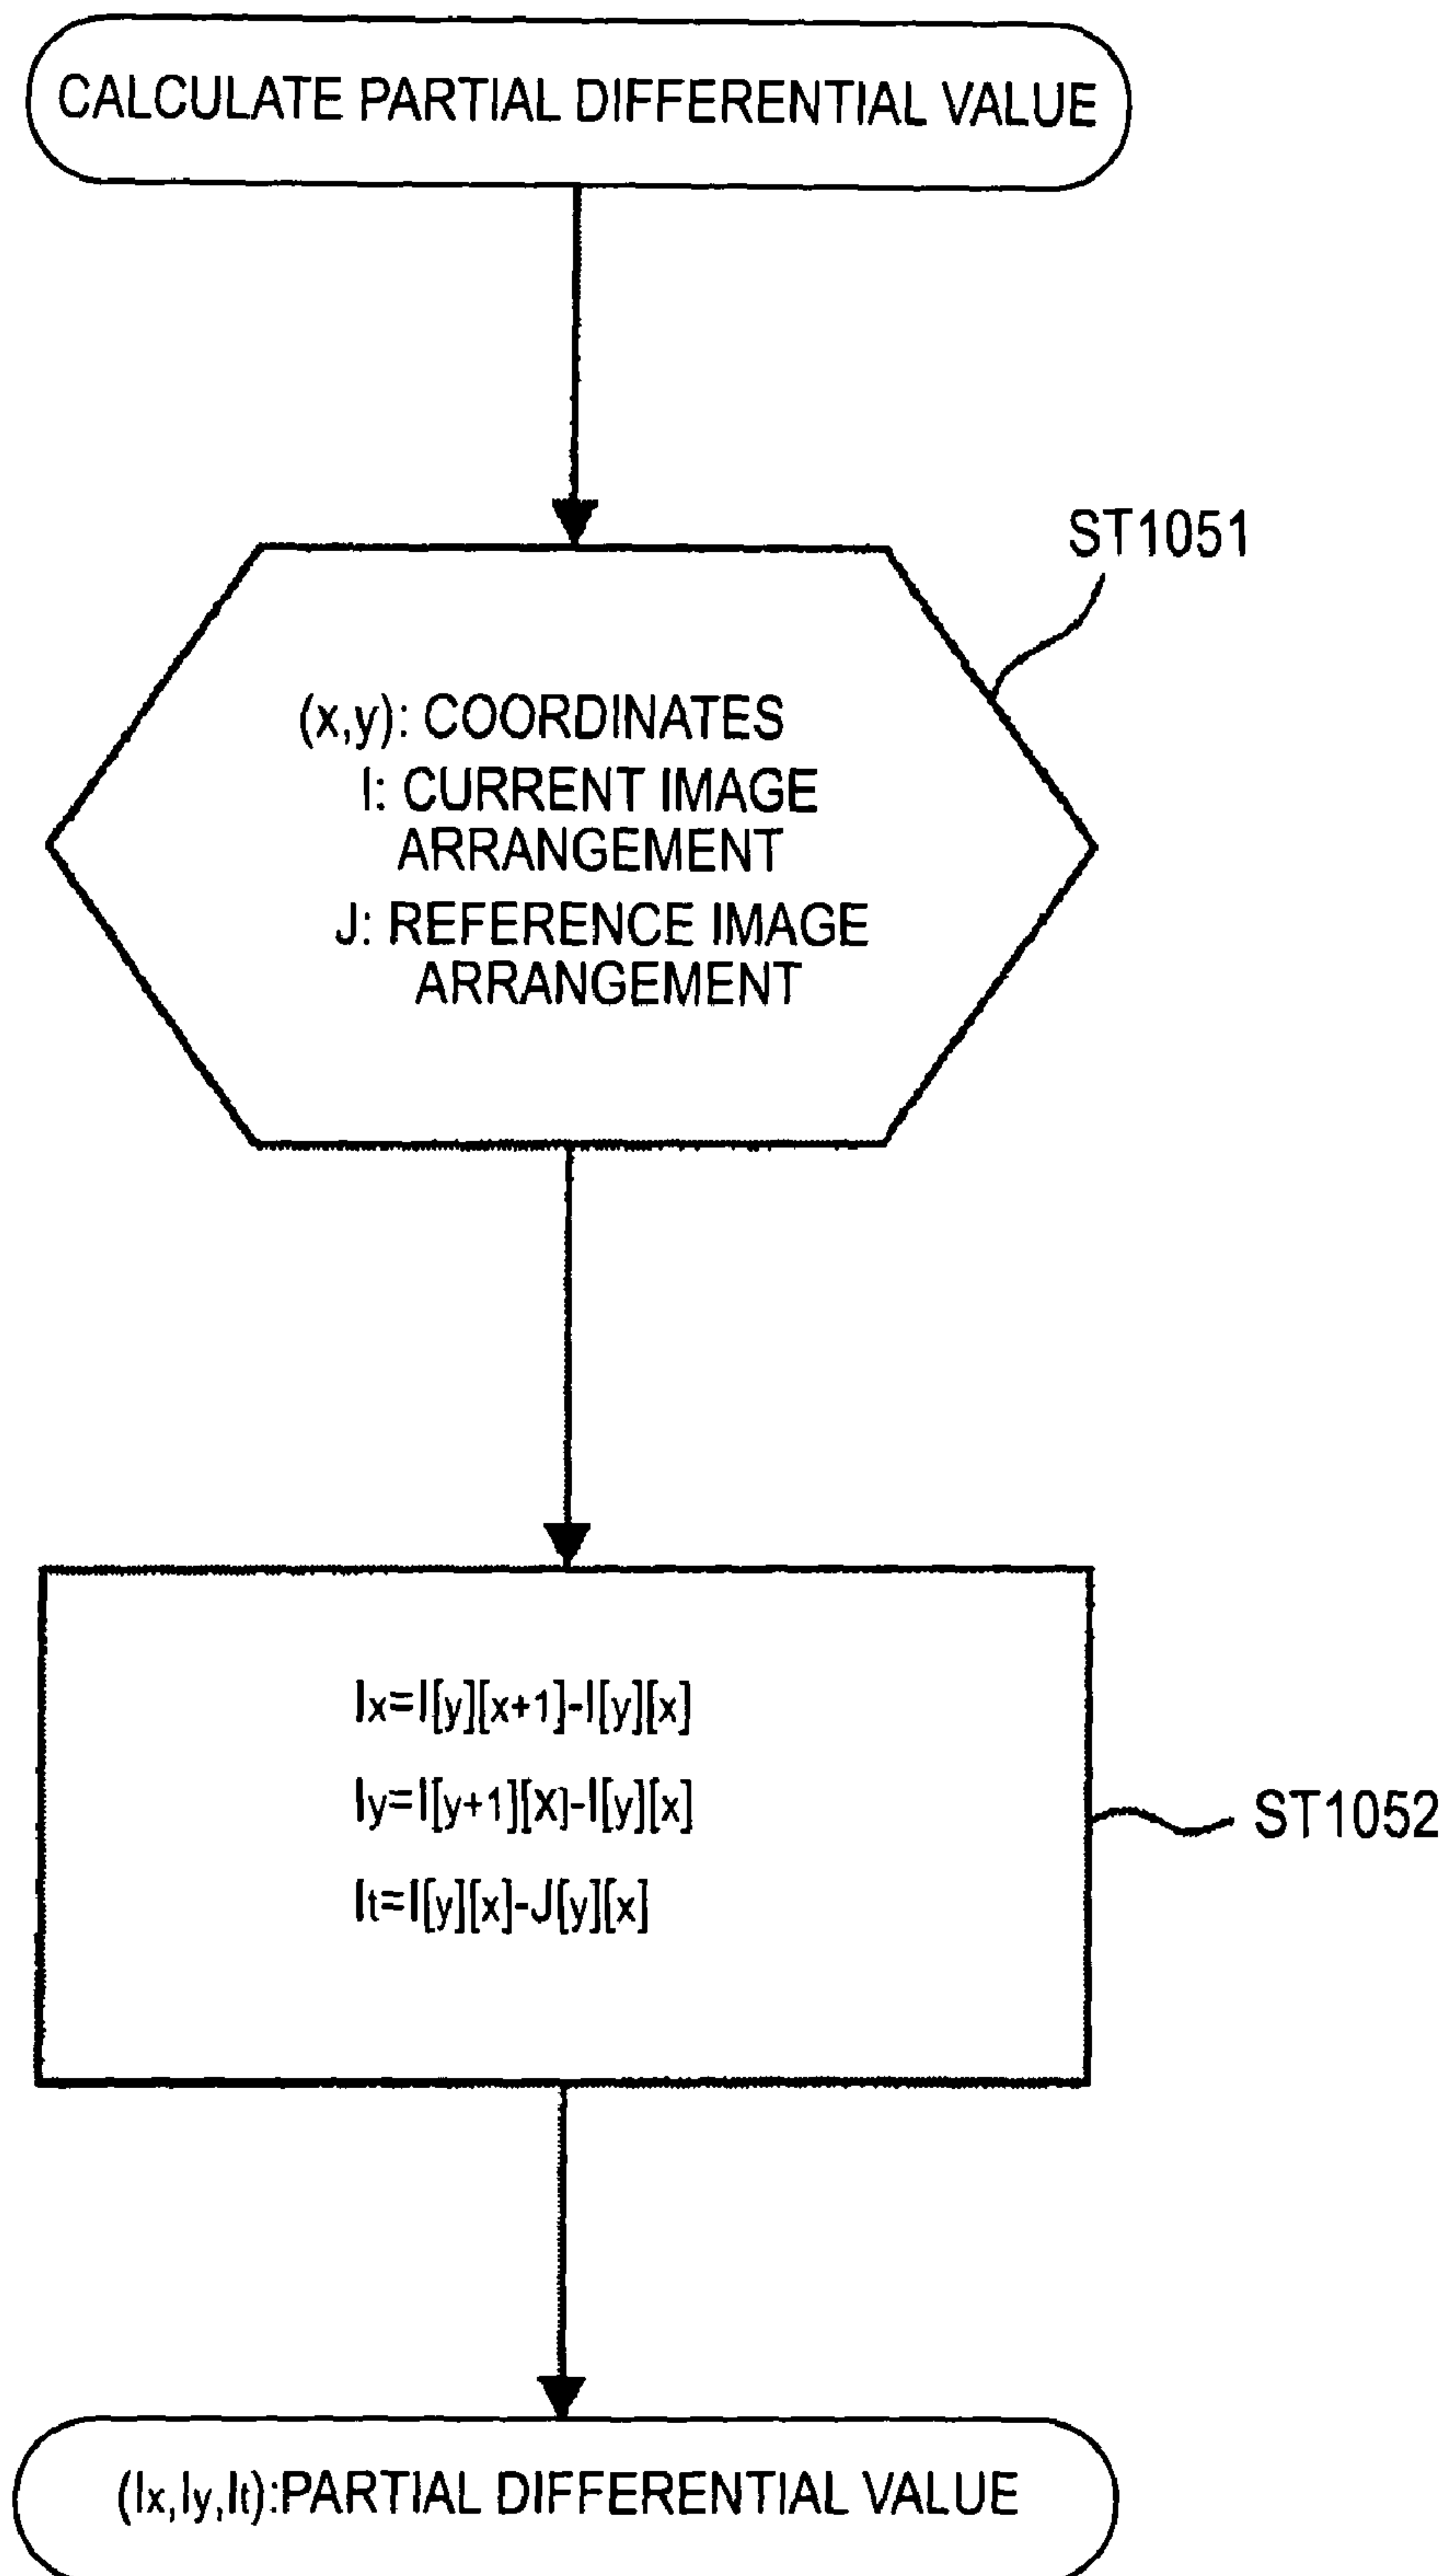 CALCULATE PARTIAL DIFFERENTIAL VALUE
ST1051
(x,y): COORDINATES
I: CURRENT IMAGE
ARRANGEMENT
J: REFERENCE IMAGE
ARRANGEMENT
Ix=I[y][x+1]-I[y][x]
Iy=I[y+1][X]-I[y][x]
It=I[y][x]-J[y][x]
ST1052
(Ix,Iy,It):PARTIAL DIFFERENTIAL VALUE